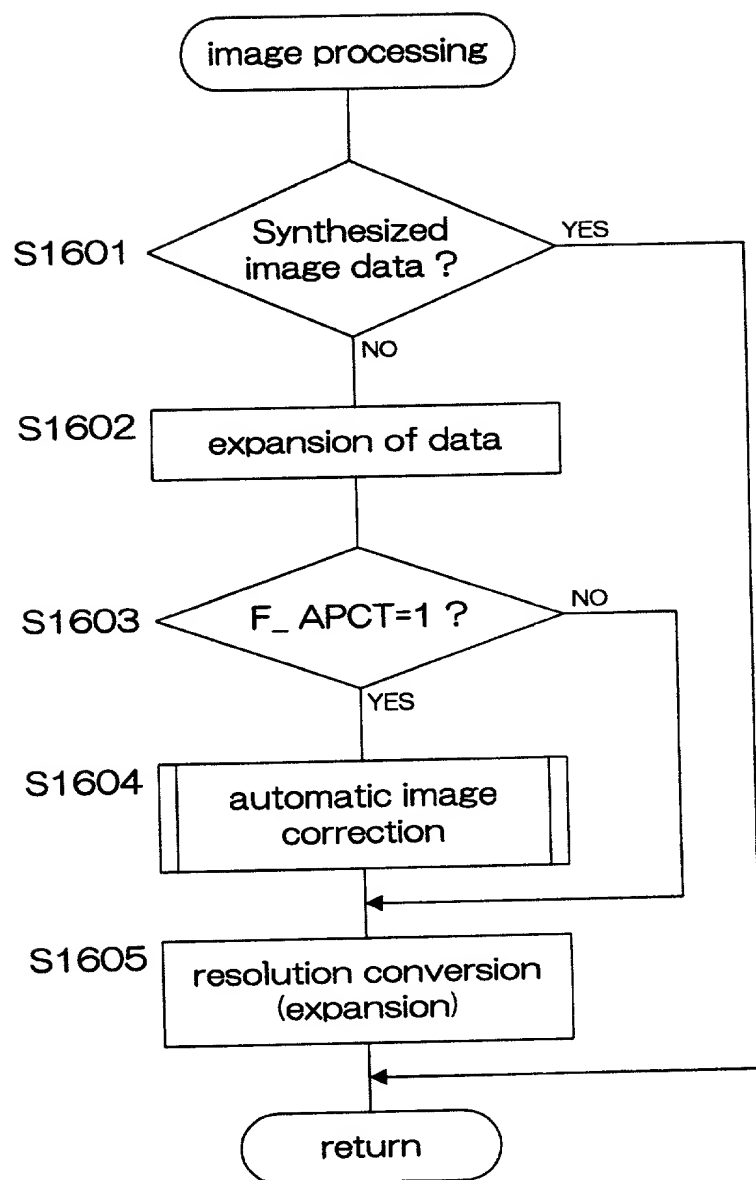 image processing
S1601
Synthesized
image data ?
YES
NO
S1602
expansion of data
S1603
F_ APCT=1 ?
NO
YES
S1604
automatic image
correction
S1605
resolution conversion
(expansion)
return